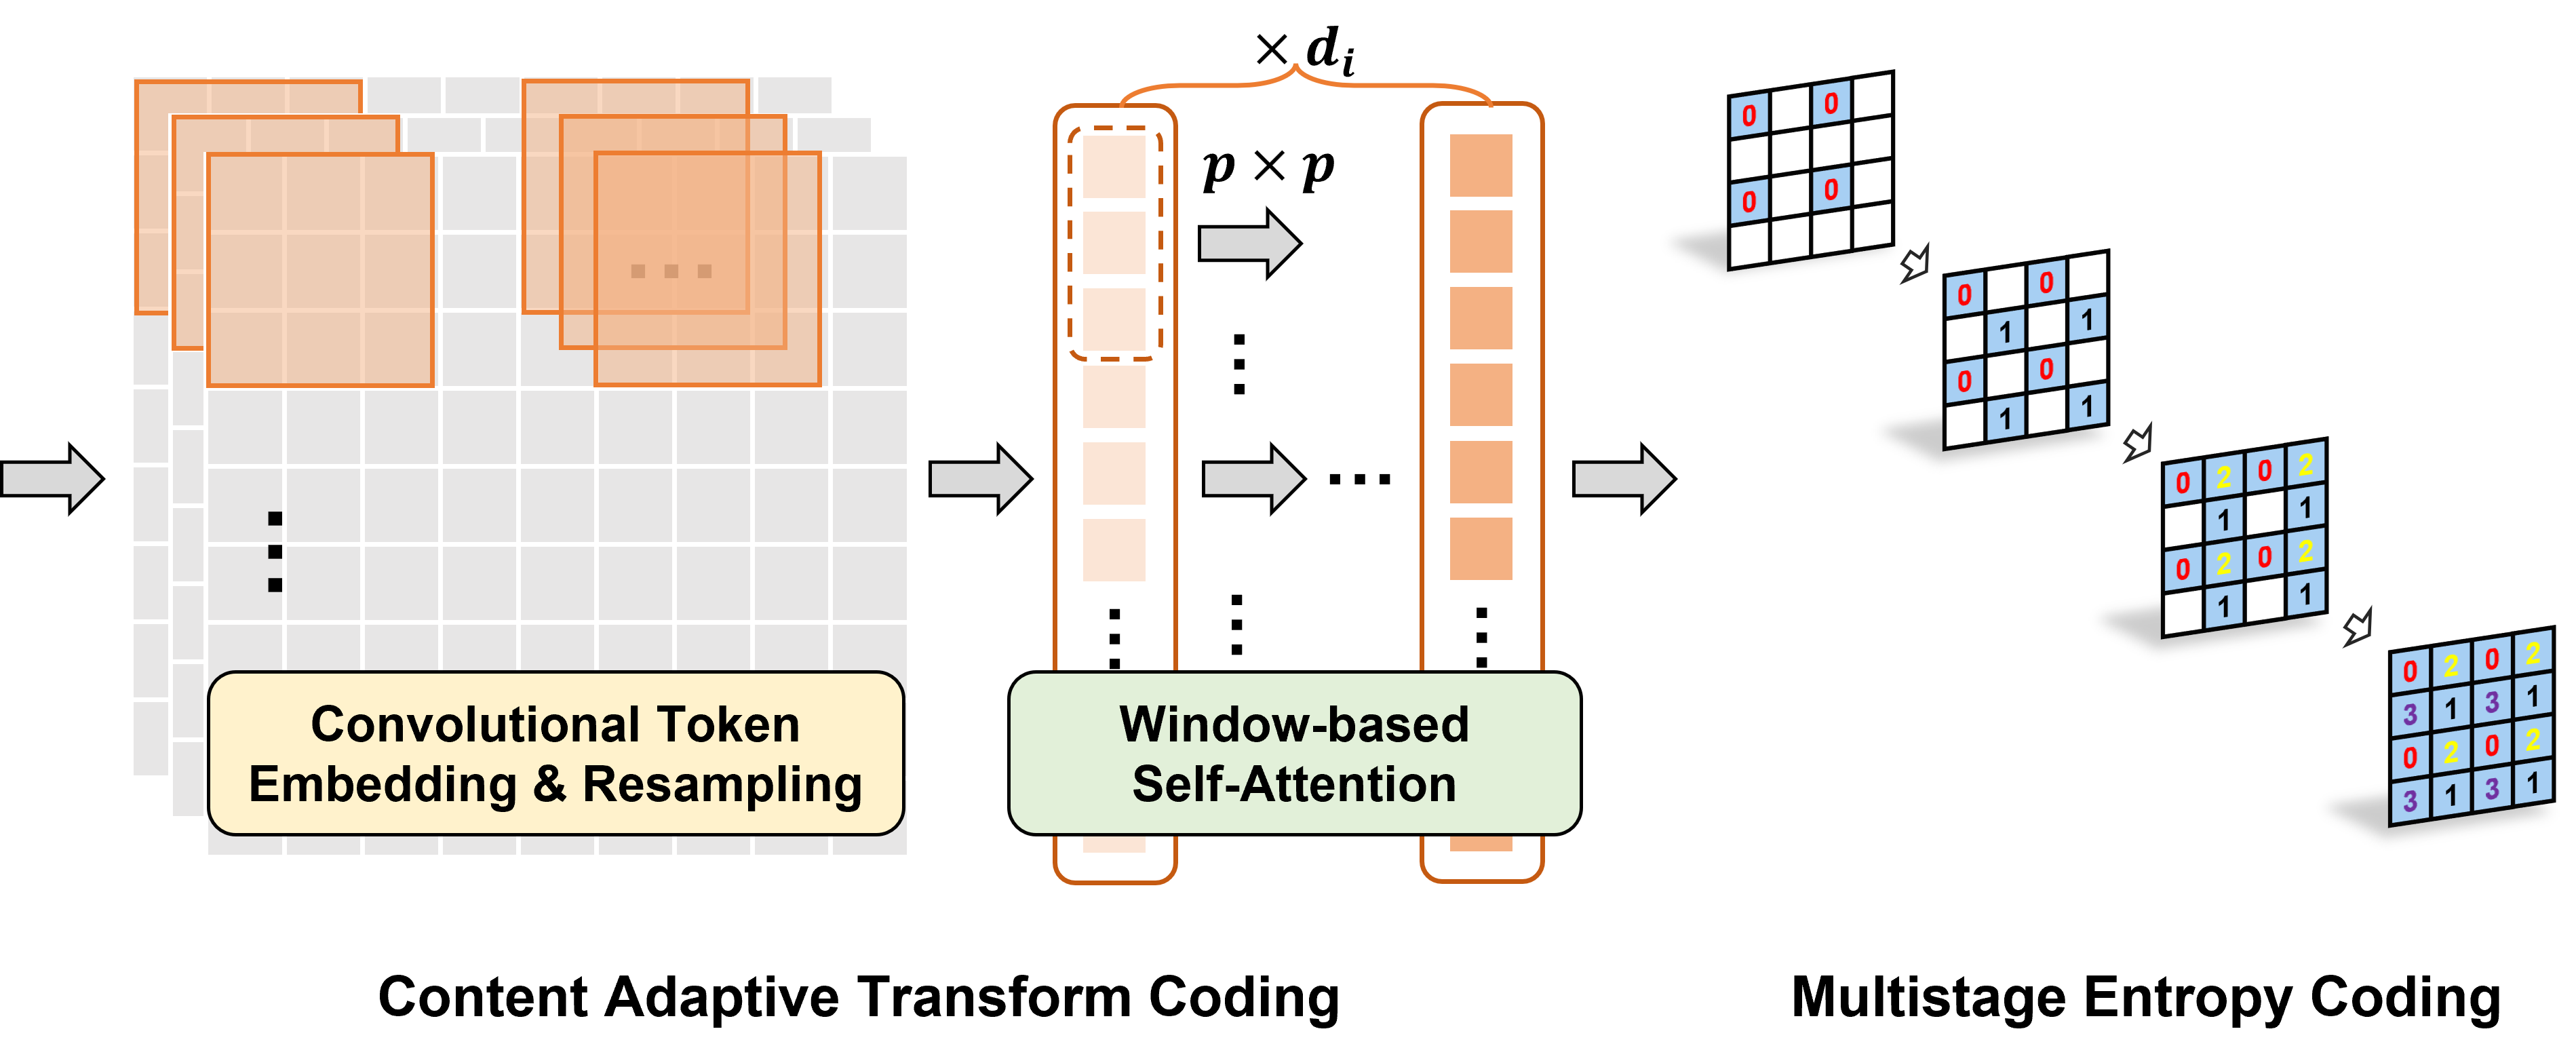 × d_i
p × p
Convolutional Token
Embedding & Resampling
Window-based
Self-Attention
0 0
0 0
0 0
1 1
0 0
1 1
0 2 0 2
1 1
0 2 0 2
1 1
0 2 0 2
3 1 3 1
0 2 0 2
3 1 3 1
Content Adaptive Transform Coding
Multistage Entropy Coding